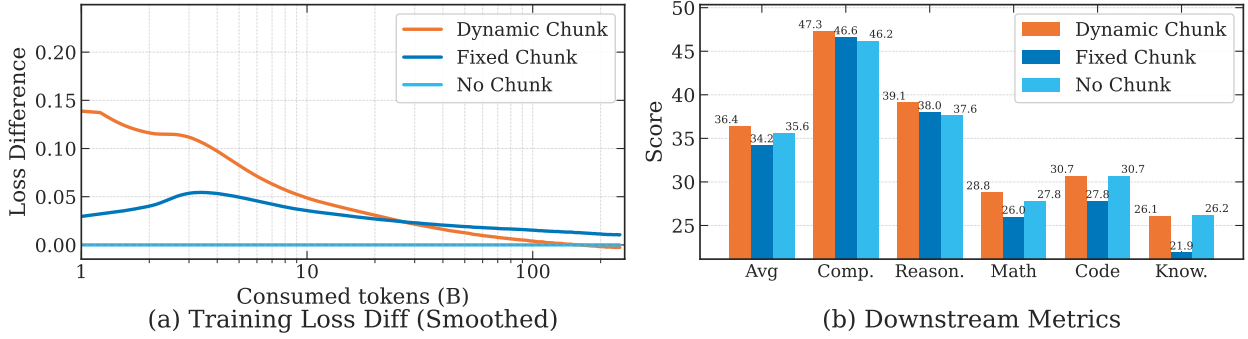 Loss Difference
0.20
0.15
0.10
0.05
0.00
Dynamic Chunk
Fixed Chunk
No Chunk
1
10
100
Consumed tokens (B)
(a) Training Loss Diff (Smoothed)
Score
50
45
40
35
30
25
Dynamic Chunk
Fixed Chunk
No Chunk
36.4
34.2
35.6
47.3
46.6
46.2
39.1
38.0
37.6
28.8
26.0
27.8
30.7
27.8
30.7
26.1
21.9
26.2
Avg
Comp.
Reason.
Math
Code
Know.
(b) Downstream Metrics